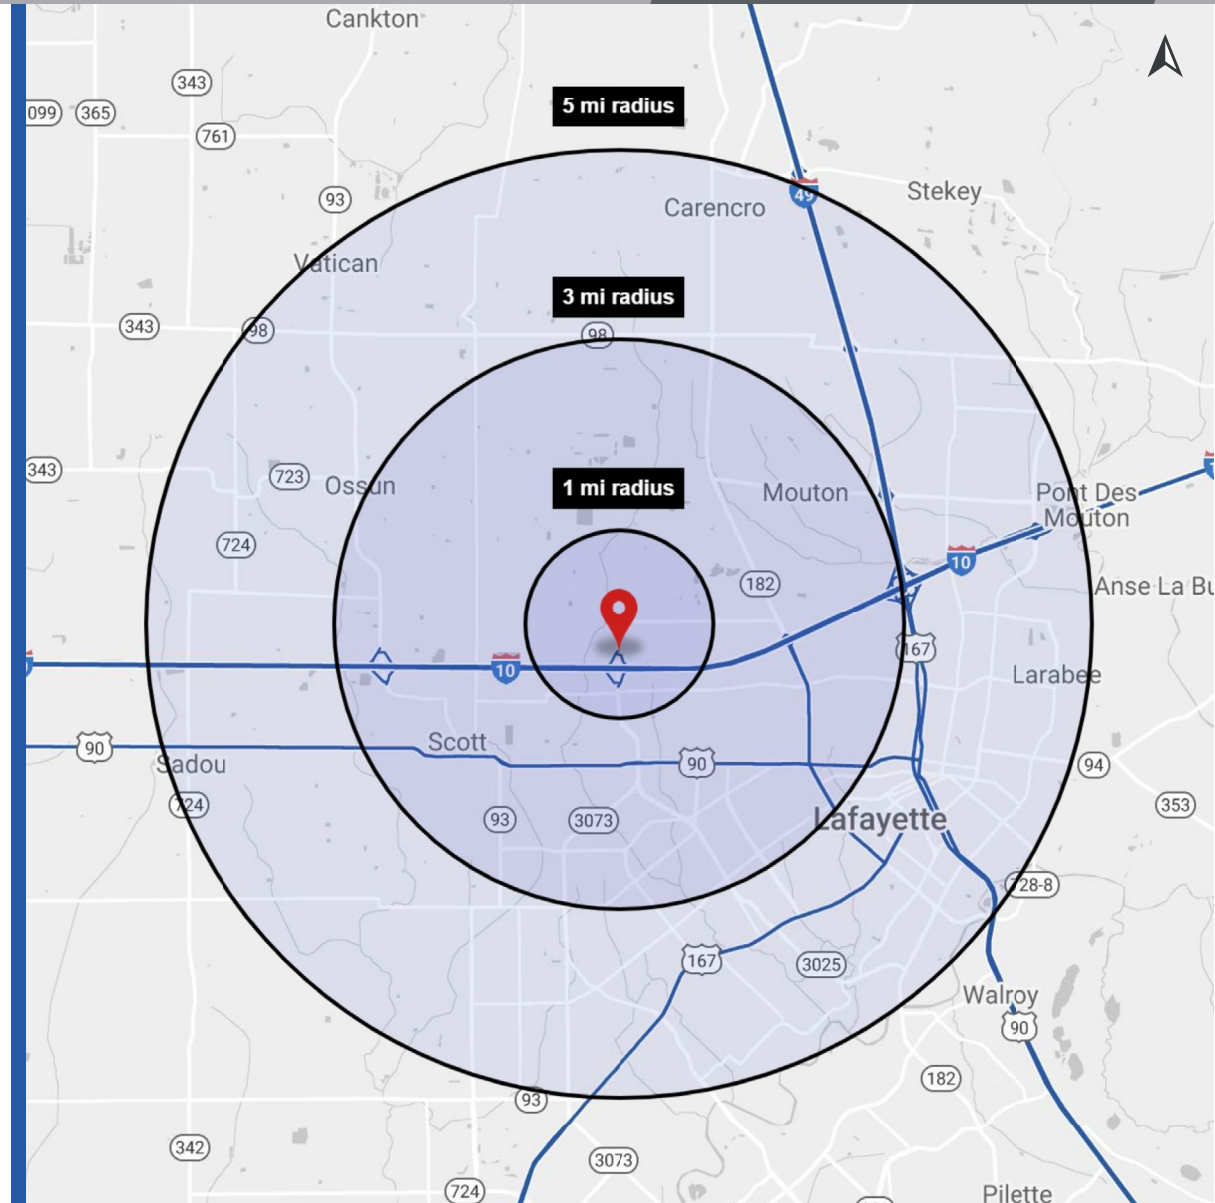 Cankton
343
099
365
5 mi radius
761
49
Stekey
93
Carencro
Vatican
3 mi radius
343
98
98
1 mi radius
343
723
Ossun
Mouton
Pont Des
Mouton
724
10
182
Anse La Bu
167
10
Larabee
90
Scott
90
Sadou
94
724
93
3073
Lafayette
353
728-8
167
3025
Walroy
90
182
93
342
3073
724
Pilette